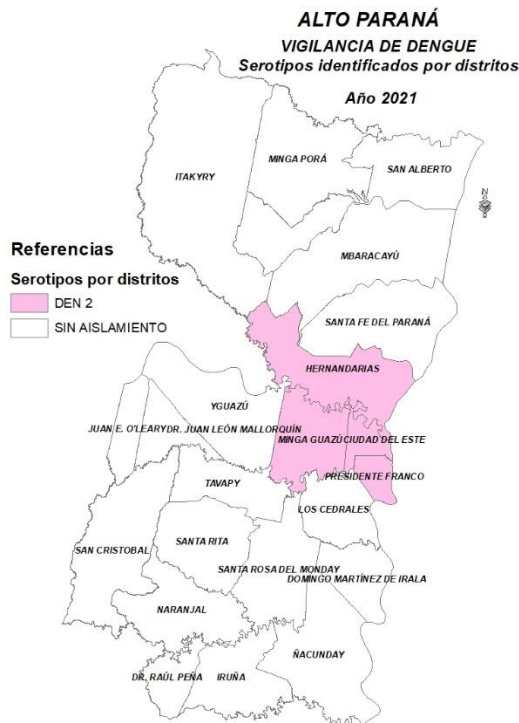 ALTO PARANÁ
VIGILANCIA DE DENGUE
Serotipos identificados por distritos
Año 2021
MINGA PORÁ
SAN ALBERTO
ITAKYRY
N
MBARACAYÚ
Referencias
Serotipos por distritos
DEN 2
SIN AISLAMIENTO
SANTA FE DEL PARANÁ
HERNANDARIAS
YGUAZÚ
JUAN E. O'LEARY
DR. JUAN LEÓN MALLORQUÍN
MINGA GUAZÚ
CIUDAD DEL ESTE
PRESIDENTE FRANCO
TAVAPY
LOS CEDRALES
SANTA RITA
SAN CRISTOBAL
SANTA ROSA DEL MONDAY
DOMINGO MARTÍNEZ DE IRALA
NARANJAL
ÑACUNDAY
DR. RAÚL PEÑA
IRUÑA